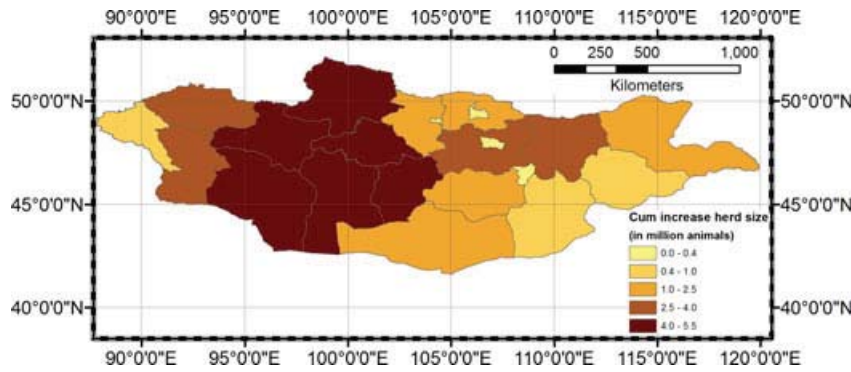 90°0'0"E 95°0'0"E 100°0'0"E 105°0'0"E 110°0'0"E 115°0'0"E 120°0'0"E
0 250 500 1,000
Kilometers
50°0'0"N 50°0'0"N
45°0'0"N 45°0'0"N
Cum increase herd size
(in million animals)
0.0 - 0.4
0.4 - 1.0
1.0 - 2.5
2.5 - 4.0
4.0 - 5.5
40°0'0"N 40°0'0"N
90°0'0"E 95°0'0"E 100°0'0"E 105°0'0"E 110°0'0"E 115°0'0"E 120°0'0"E